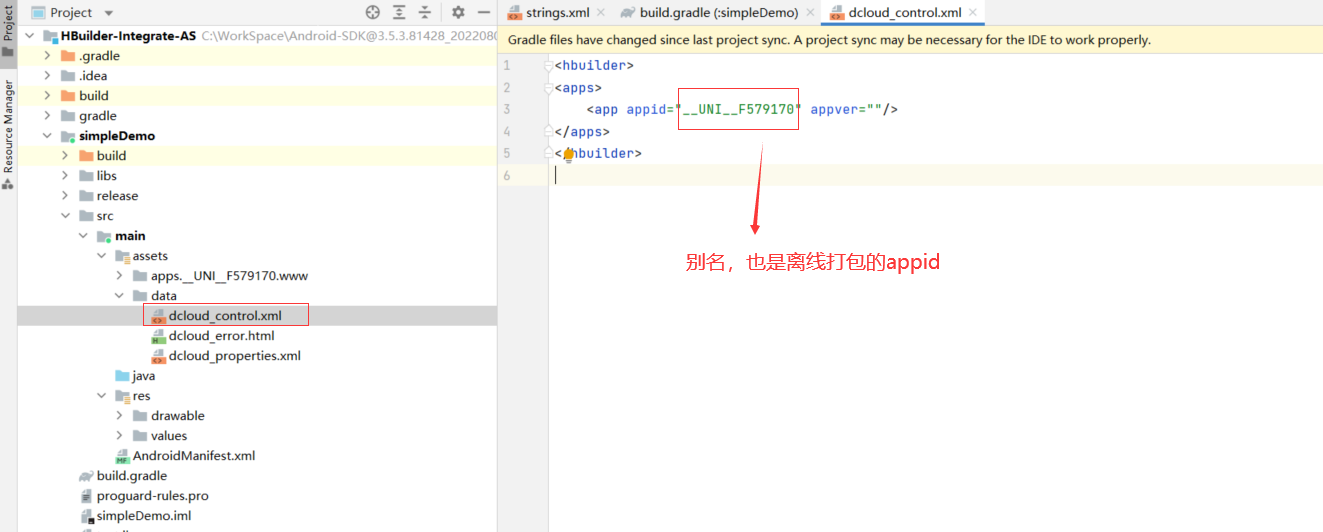 Project
Resource Manager
Project
HBuilder-Integrate-AS C:\WorkSpace\Android-SDK@3.5.3.81428_2022080
.gradle
.idea
build
gradle
simpleDemo
build
libs
release
src
main
assets
apps.__UNI__F579170.www
data
dcloud_control.xml
dcloud_error.html
dcloud_properties.xml
java
res
drawable
values
AndroidManifest.xml
build.gradle
proguard-rules.pro
simpleDemo.iml
strings.xml
build.gradle (:simpleDemo)
dcloud_control.xml
Gradle files have changed since last project sync. A project sync may be necessary for the IDE to work properly.
1 <hbuilder>
2 <apps>
3 <app appid="__UNI__F579170" appver=""/>
4 </apps>
5 </hbuilder>
6
别名，也是离线打包的appid